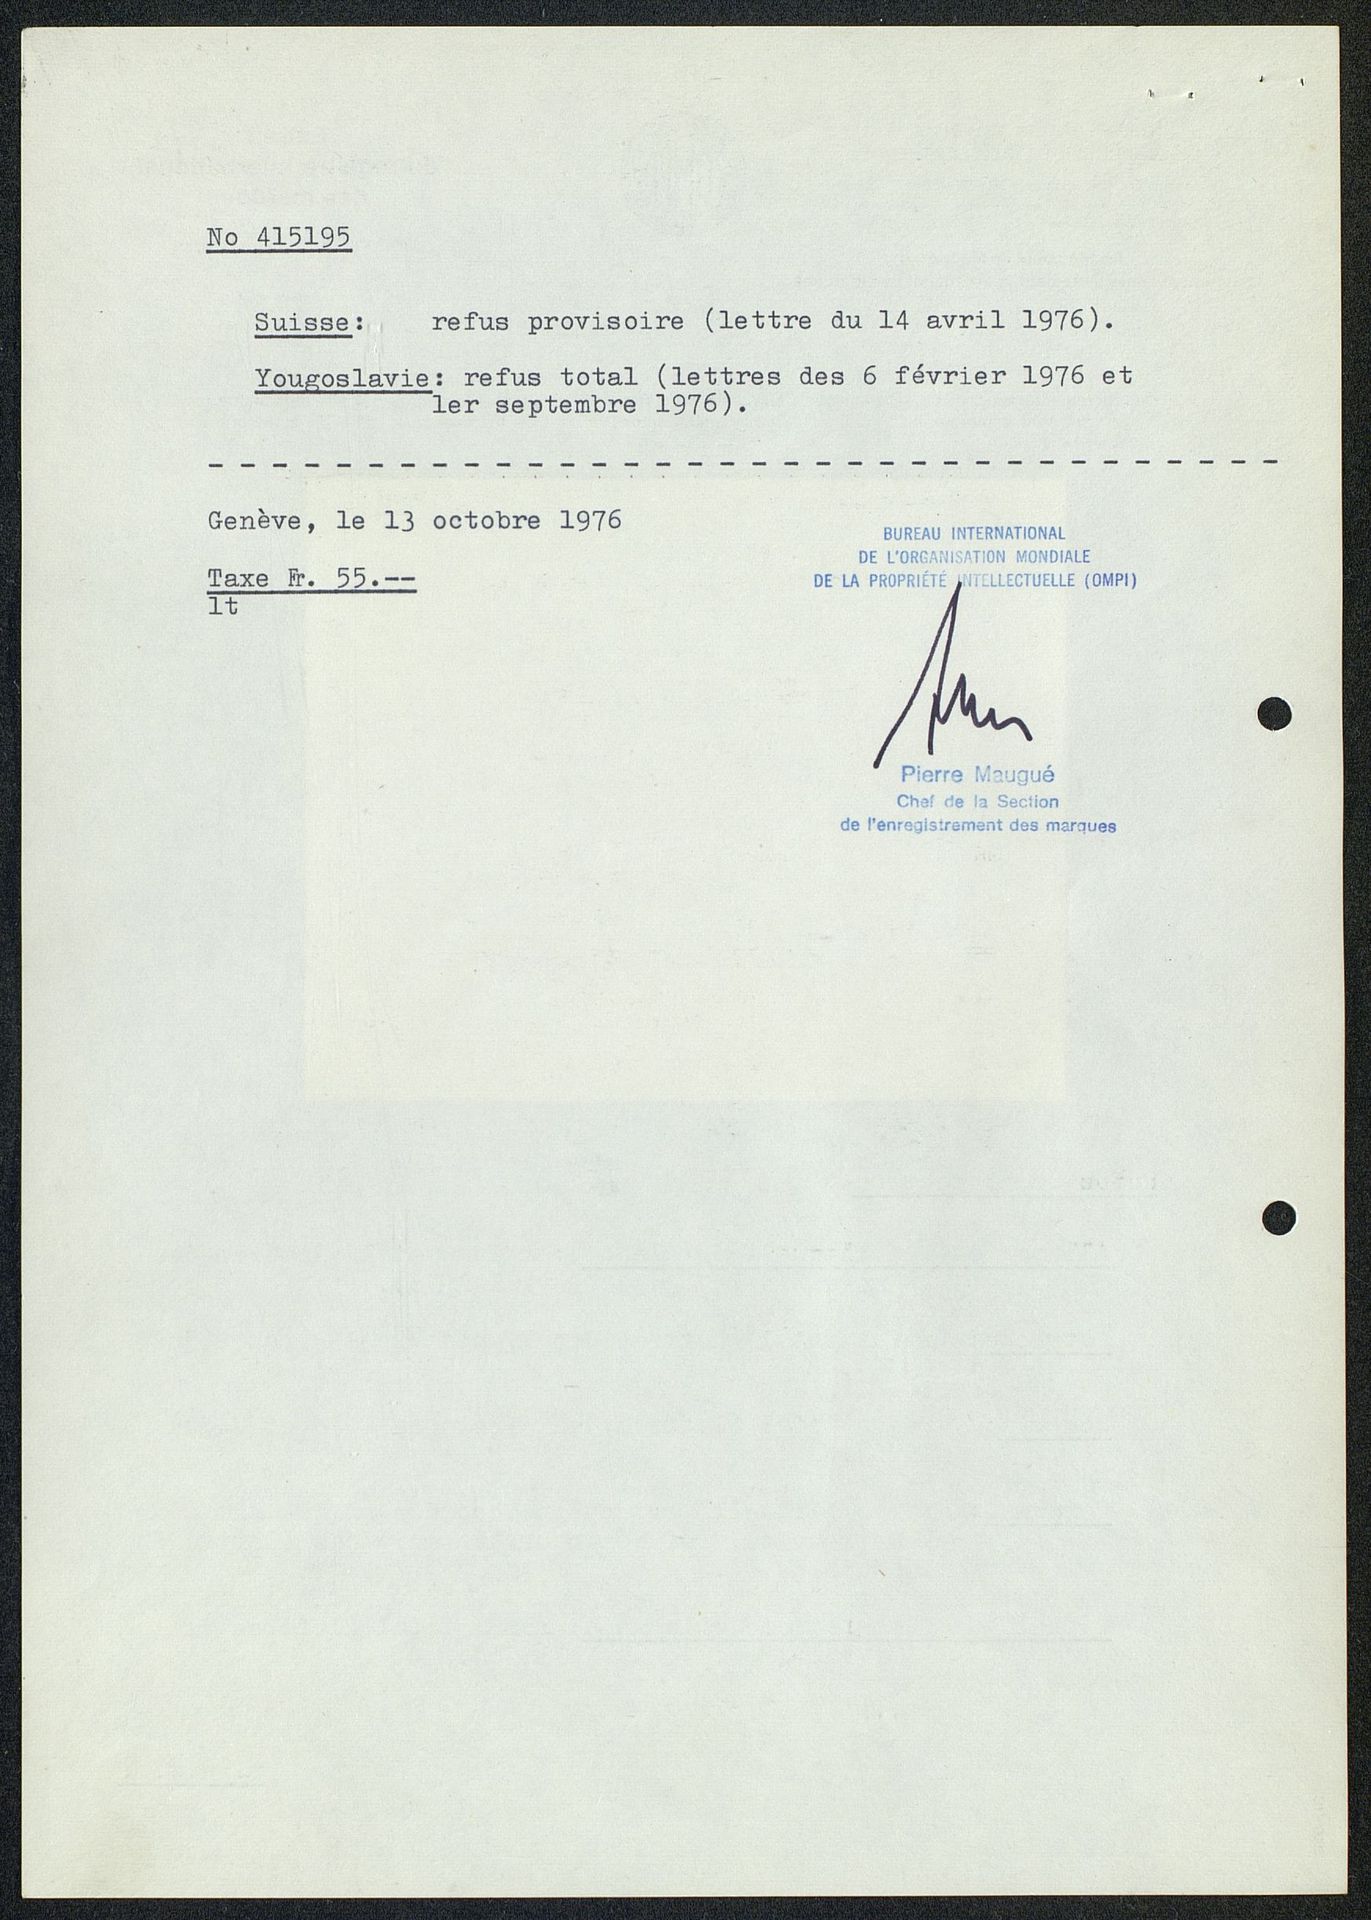 No 415195
Suisse: refus provisoire (lettre du 14 avril 1976).
Yougoslavie: refus total (lettres des 6 février 1976 et
1er septembre 1976).
- - - - - - - - - - - - - - - - - - - - - - - - - - - - - - - - - -
Genève, le 13 octobre 1976
Taxe Fr. 55.--
lt
BUREAU INTERNATIONAL
DE L'ORGANISATION MONDIALE
DE LA PROPRIÉTÉ INTELLECTUELLE (OMPI)
Pierre Maugué
Chef de la Section
de l'enregistrement des marques